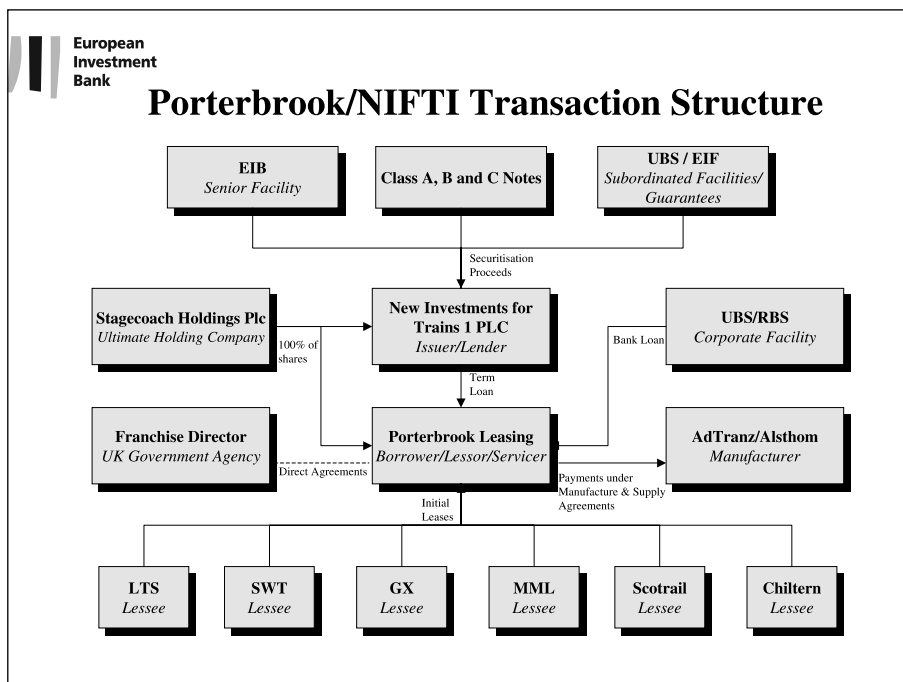 European
Investment
Bank
Porterbrook/NIFTI Transaction Structure
EIB
Senior Facility
Class A, B and C Notes
UBS / EIF
Subordinated Facilities/
Guarantees
Securitisation
Proceeds
Stagecoach Holdings Plc
Ultimate Holding Company
100% of
shares
New Investments for
Trains 1 PLC
Issuer/Lender
Bank Loan
UBS/RBS
Corporate Facility
Term
Loan
Franchise Director
UK Government Agency
Direct Agreements
Porterbrook Leasing
Borrower/Lessor/Servicer
Payments under
Manufacture & Supply
Agreements
AdTranz/Alsthom
Manufacturer
Initial
Leases
LTS
Lessee
SWT
Lessee
GX
Lessee
MML
Lessee
Scotrail
Lessee
Chiltern
Lessee